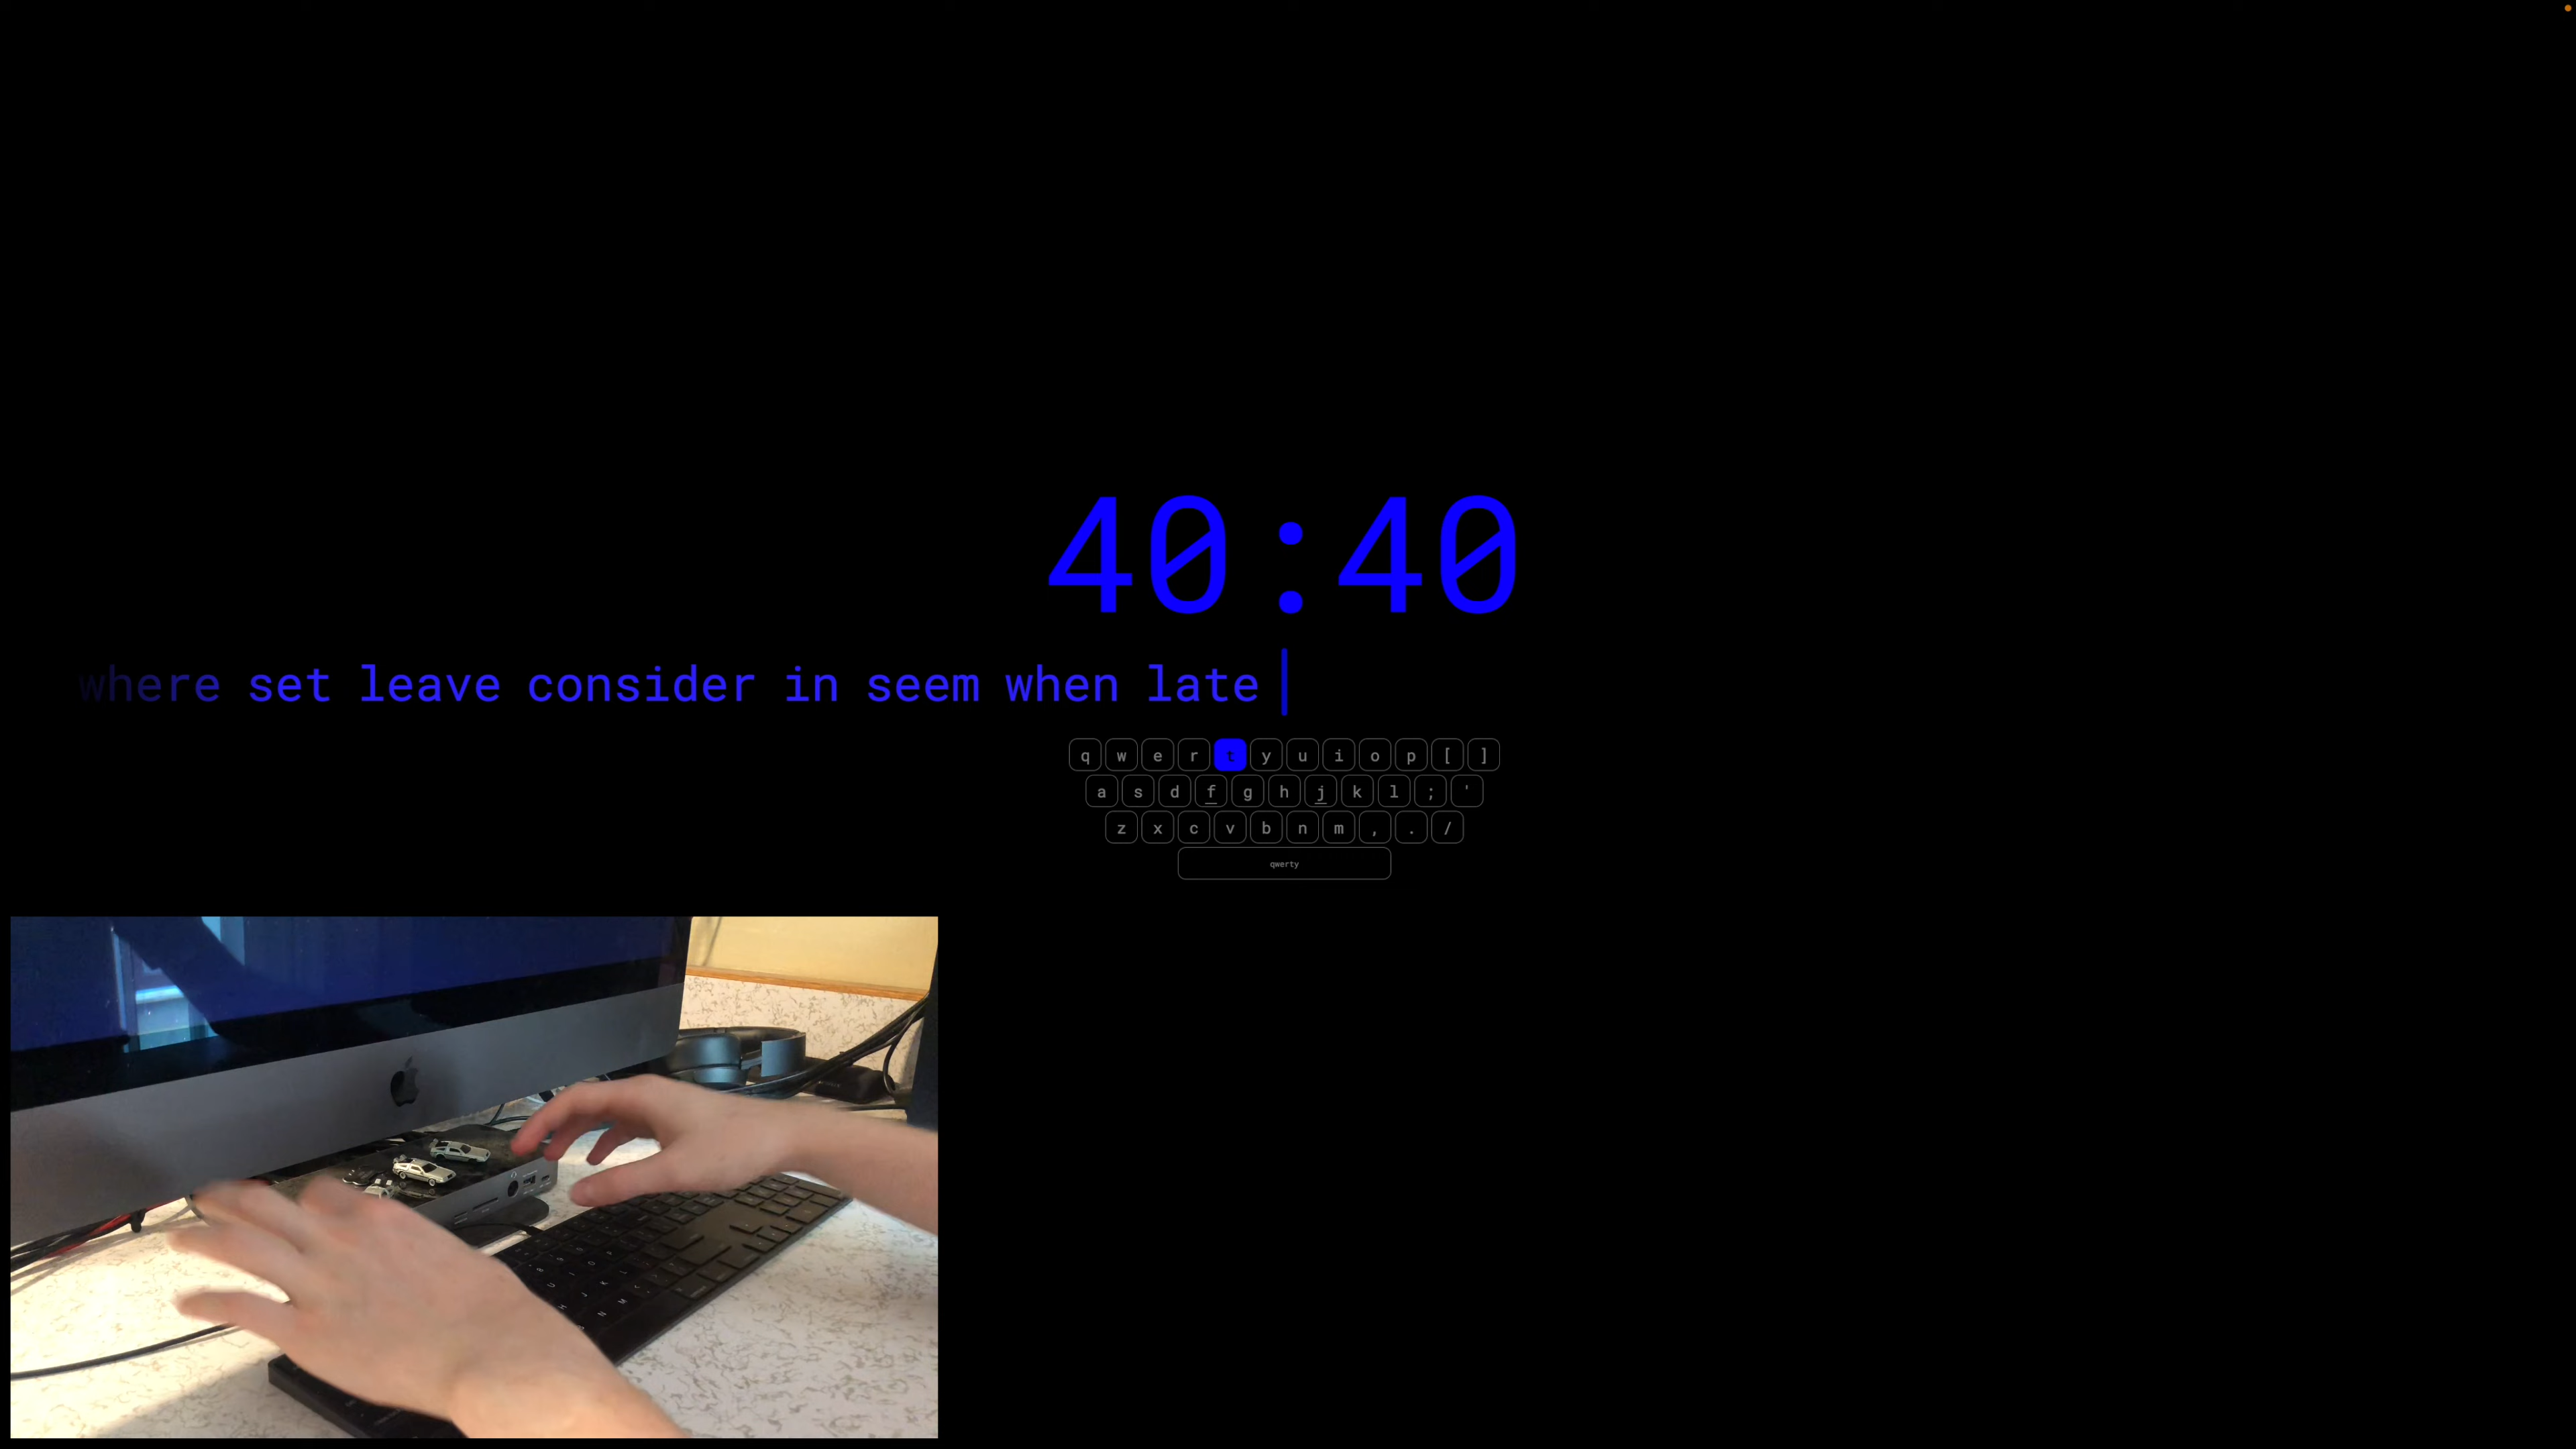 40:40
where set leave consider in seem when late
q w e r t y u i o p [ ]
a s d f g h j k l ; '
z x c v b n m , . /
qwerty